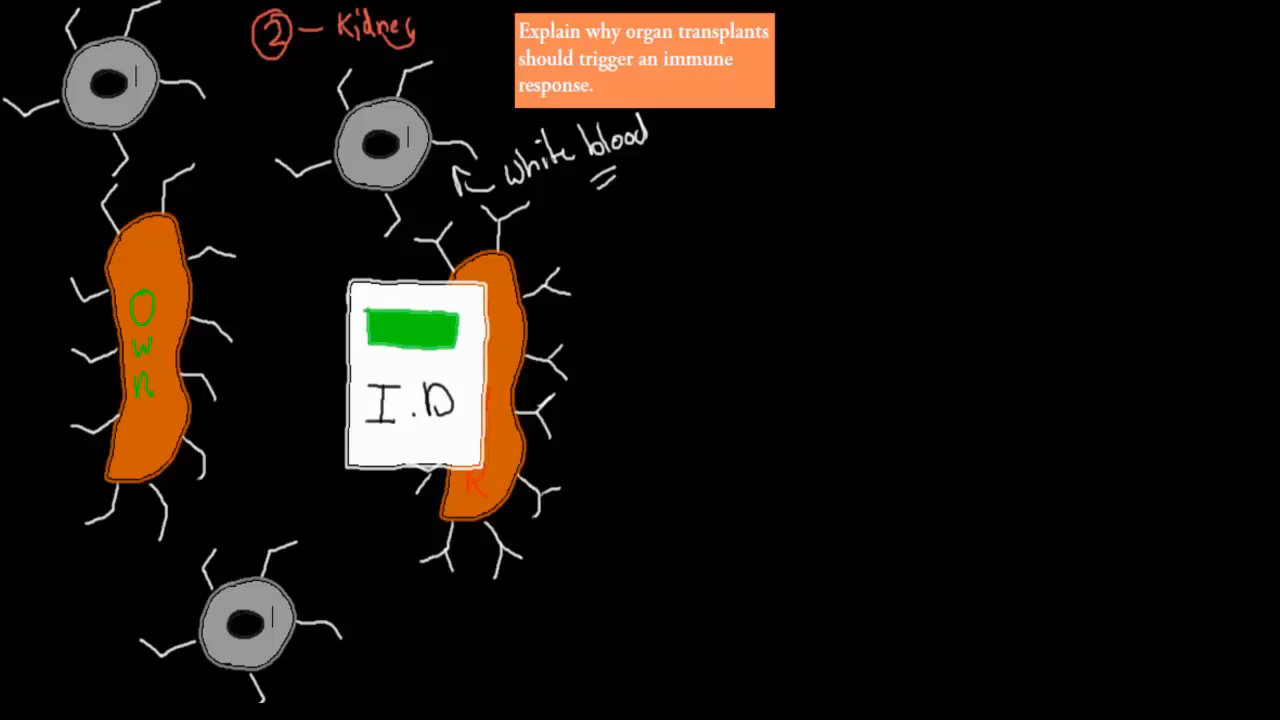 ② – Kidney
Explain why organ transplants
should trigger an immune
response.
white blood
O
w
n
I.D
R